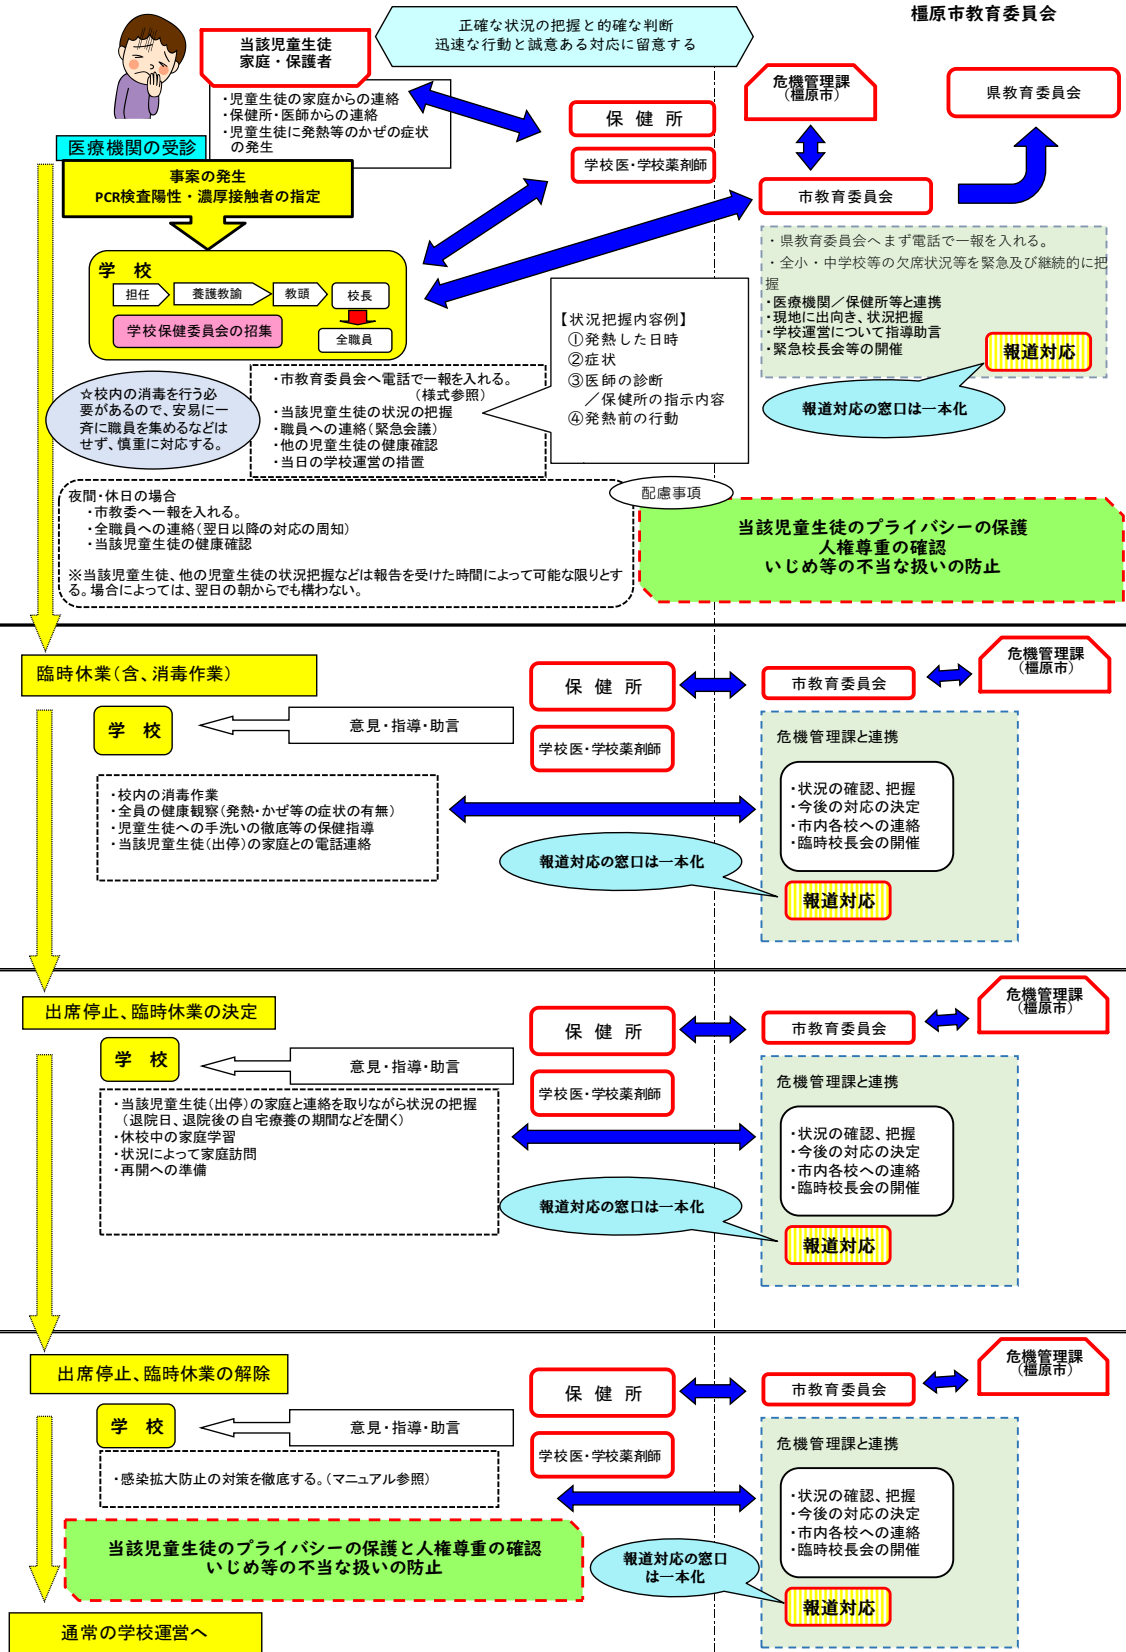 橿原市教育委員会
正確な状況の把握と的確な判断
迅速な行動と誠意ある対応に留意する
当該児童生徒
家庭・保護者
・児童生徒の家庭からの連絡
・保健所・医師からの連絡
・児童生徒に発熱等のかぜの症状
の発生
医療機関の受診
事案の発生
PCR検査陽性・濃厚接触者の指定
保 健 所
学校医・学校薬剤師
危機管理課
(橿原市)
県教育委員会
市教育委員会
・県教育委員会へまず電話で一報を入れる。
・全小・中学校等の欠席状況等を緊急及び継続的に把
握
・医療機関/保健所等と連携
・現地に出向き、状況把握
・学校運営について指導助言
・緊急校長会等の開催
報道対応
報道対応の窓口は一本化
学 校
担任
養護教諭
教頭
校長
学校保健委員会の招集
全職員
【状況把握内容例】
①発熱した日時
②症状
③医師の診断
/保健所の指示内容
④発熱前の行動
☆校内の消毒を行う必
要があるので、安易に一
斉に職員を集めるなどは
せず、慎重に対応する。
・市教育委員会へ電話で一報を入れる。
(様式参照)
・当該児童生徒の状況の把握
・職員への連絡(緊急会議)
・他の児童生徒の健康確認
・当日の学校運営の措置
夜間・休日の場合
・市教委へ一報を入れる。
・全職員への連絡(翌日以降の対応の周知)
・当該児童生徒の健康確認
※当該児童生徒、他の児童生徒の状況把握などは報告を受けた時間によって可能な限りとす
る。場合によっては、翌日の朝からでも構わない。
配慮事項
当該児童生徒のプライバシーの保護
人権尊重の確認
いじめ等の不当な扱いの防止
臨時休業(含、消毒作業)
学 校
意見・指導・助言
保 健 所
学校医・学校薬剤師
市教育委員会
危機管理課
(橿原市)
・校内の消毒作業
・全員の健康観察(発熱・かぜ等の症状の有無)
・児童生徒への手洗いの徹底等の保健指導
・当該児童生徒(出停)の家庭との電話連絡
報道対応の窓口は一本化
危機管理課と連携
・状況の確認、把握
・今後の対応の決定
・市内各校への連絡
・臨時校長会の開催
報道対応
出席停止、臨時休業の決定
学 校
意見・指導・助言
保 健 所
学校医・学校薬剤師
市教育委員会
危機管理課
(橿原市)
・当該児童生徒(出停)の家庭と連絡を取りながら状況の把握
(退院日、退院後の自宅療養の期間などを聞く)
・休校中の家庭学習
・状況によって家庭訪問
・再開への準備
報道対応の窓口は一本化
危機管理課と連携
・状況の確認、把握
・今後の対応の決定
・市内各校への連絡
・臨時校長会の開催
報道対応
出席停止、臨時休業の解除
学 校
意見・指導・助言
保 健 所
学校医・学校薬剤師
市教育委員会
危機管理課
(橿原市)
・感染拡大防止の対策を徹底する。(マニュアル参照)
当該児童生徒のプライバシーの保護と人権尊重の確認
いじめ等の不当な扱いの防止
報道対応の窓口
は一本化
危機管理課と連携
・状況の確認、把握
・今後の対応の決定
・市内各校への連絡
・臨時校長会の開催
報道対応
通常の学校運営へ